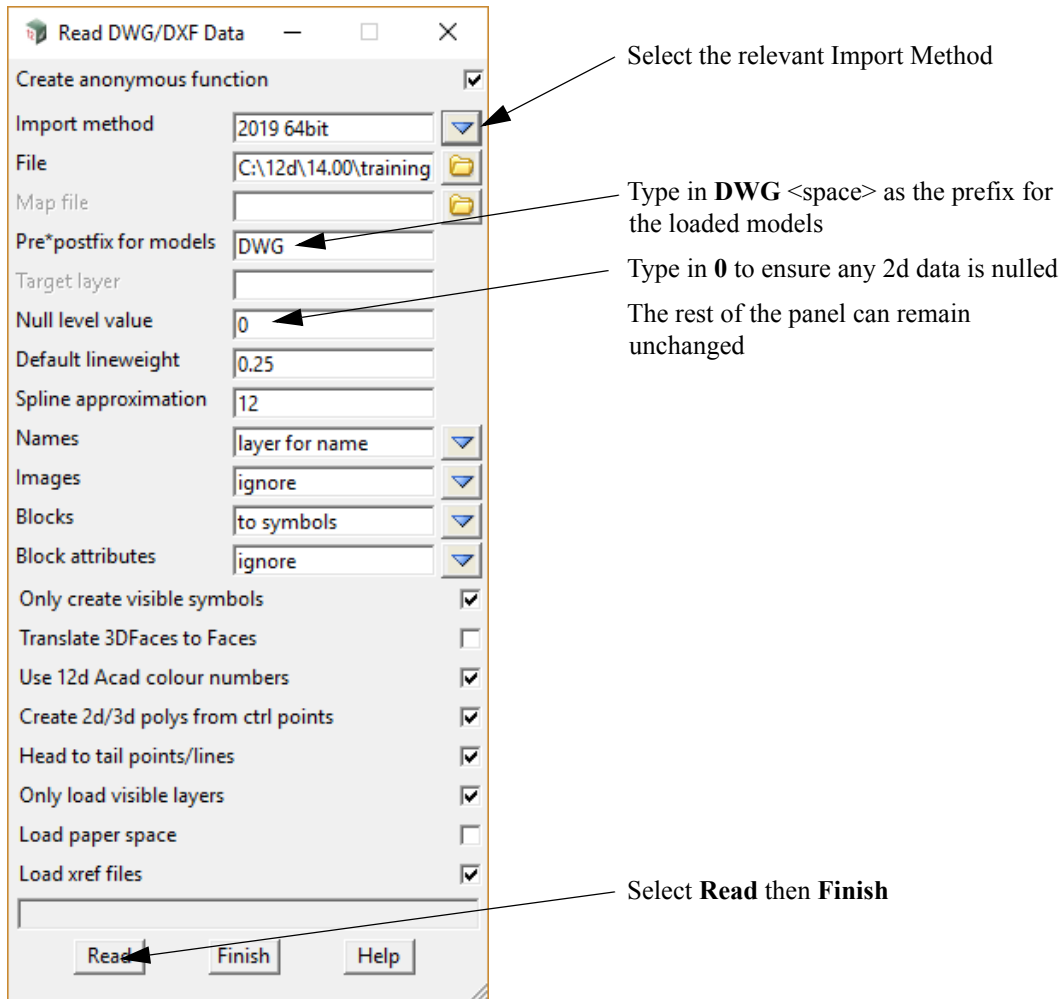 Read DWG/DXF Data
Create anonymous function
Import method 2019 64bit
File C:\12d\14.00\training
Map file
Pre*postfix for models DWG
Target layer
Null level value 0
Default lineweight 0.25
Spline approximation 12
Names layer for name
Images ignore
Blocks to symbols
Block attributes ignore
Only create visible symbols
Translate 3DFaces to Faces
Use 12d Acad colour numbers
Create 2d/3d polys from ctrl points
Head to tail points/lines
Only load visible layers
Load paper space
Load xref files
Read Finish Help
Select the relevant Import Method
Type in DWG <space> as the prefix for
the loaded models
Type in 0 to ensure any 2d data is nulled
The rest of the panel can remain
unchanged
Select Read then Finish